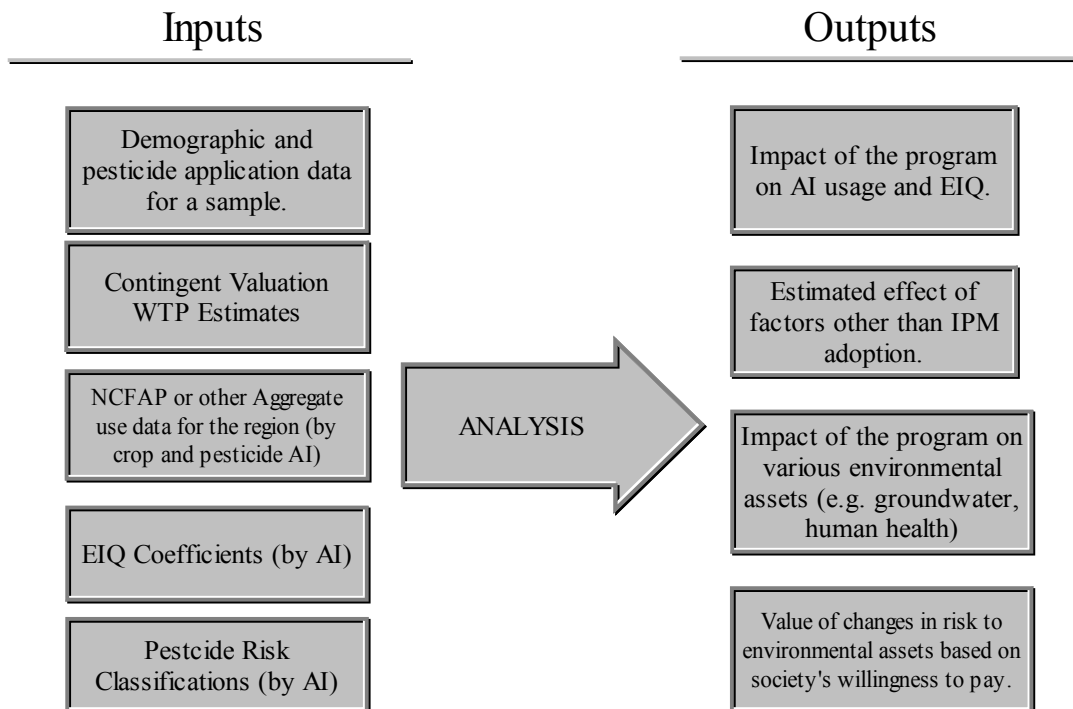 Inputs
Demographic and
pesticide application data
for a sample.
Contingent Valuation
WTP Estimates
NCFAP or other Aggregate
use data for the region (by
crop and pesticide AI)
EIQ Coefficients (by AI)
Pestcide Risk
Classifications (by AI)
ANALYSIS
Outputs
Impact of the program
on AI usage and EIQ.
Estimated effect of
factors other than IPM
adoption.
Impact of the program on
various environmental
assets (e.g. groundwater,
human health)
Value of changes in risk to
environmental assets based on
society's willingness to pay.